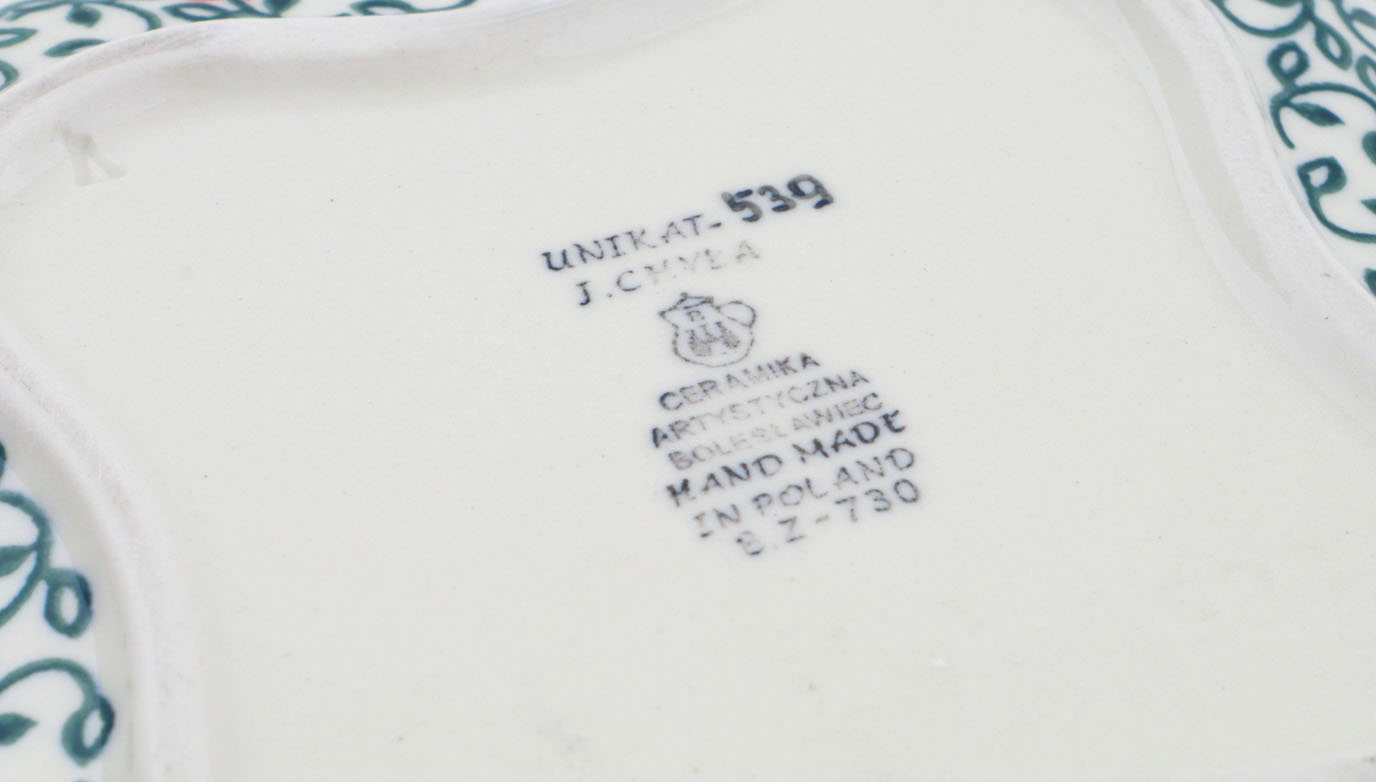 UNIKAT-539
J.CHYŁA
CERAMIKA
ARTYSTYCZNA
BOLESŁAWIEC
HAND MADE
IN POLAND
B.Z-730